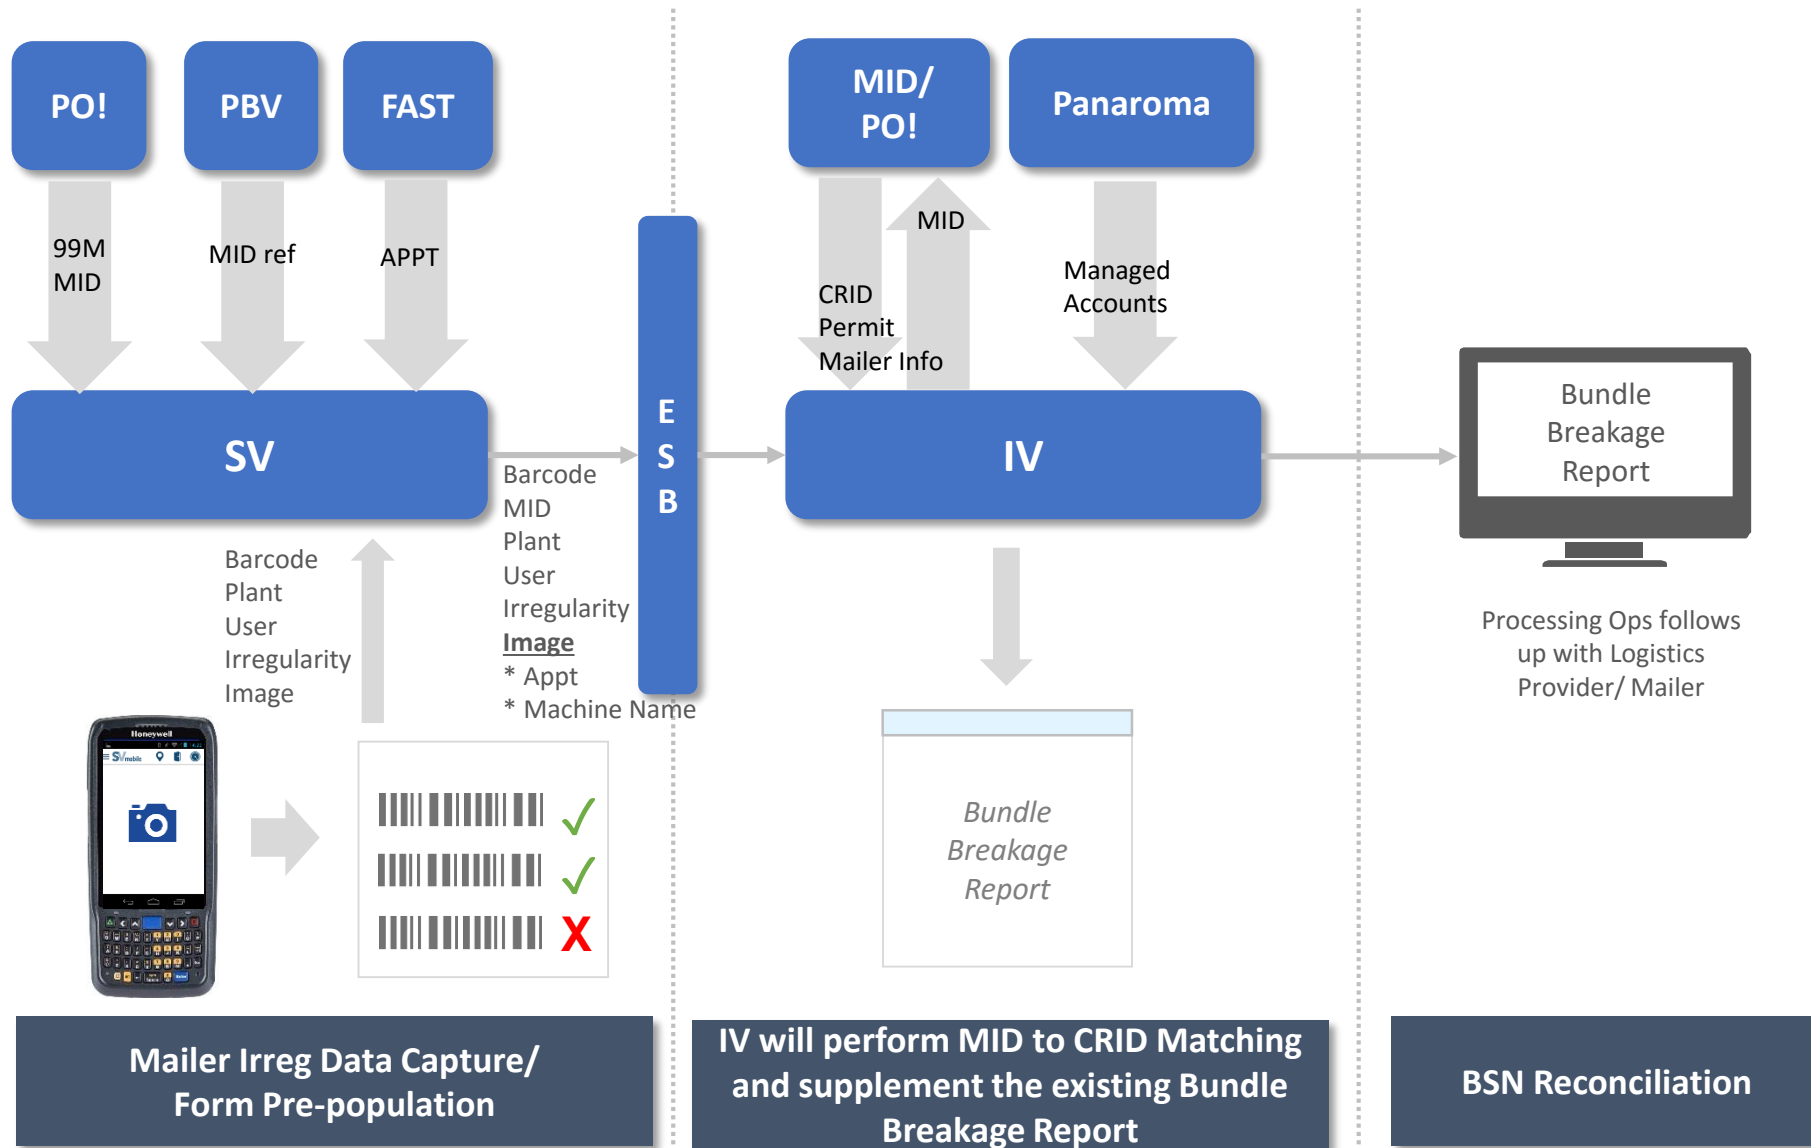 PO!
PBV
FAST
99M
MID
MID ref
APPT
SV
Barcode
Plant
User
Irregularity
Image
Barcode
MID
Plant
User
Irregularity
Image
* Appt
* Machine Name
Honeywell
SVmobile
X
Mailer Irreg Data Capture/
Form Pre-population
E
S
B
MID/
PO!
Panaroma
CRID
Permit
Mailer Info
MID
Managed
Accounts
IV
Bundle
Breakage
Report
IV will perform MID to CRID Matching
and supplement the existing Bundle
Breakage Report
Bundle
Breakage
Report
Processing Ops follows
up with Logistics
Provider/ Mailer
BSN Reconciliation